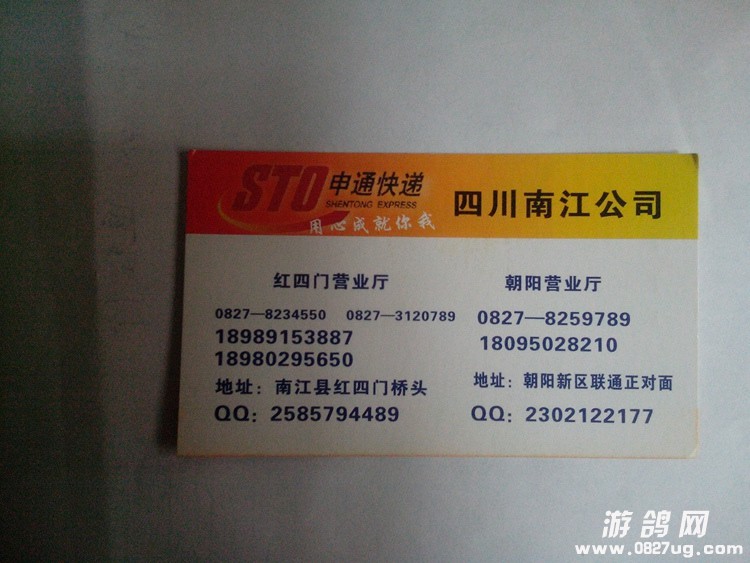 STO 申通快递
SHENTONG EXPRESS
用心成就你我
四川南江公司
红四门营业厅
0827—8234550 0827—3120789
18989153887
18980295650
地址：南江县红四门桥头
QQ：2585794489
朝阳营业厅
0827—8259789
18095028210
地址：朝阳新区联通正对面
QQ：2302122177
游鸽网
www.0827ug.com